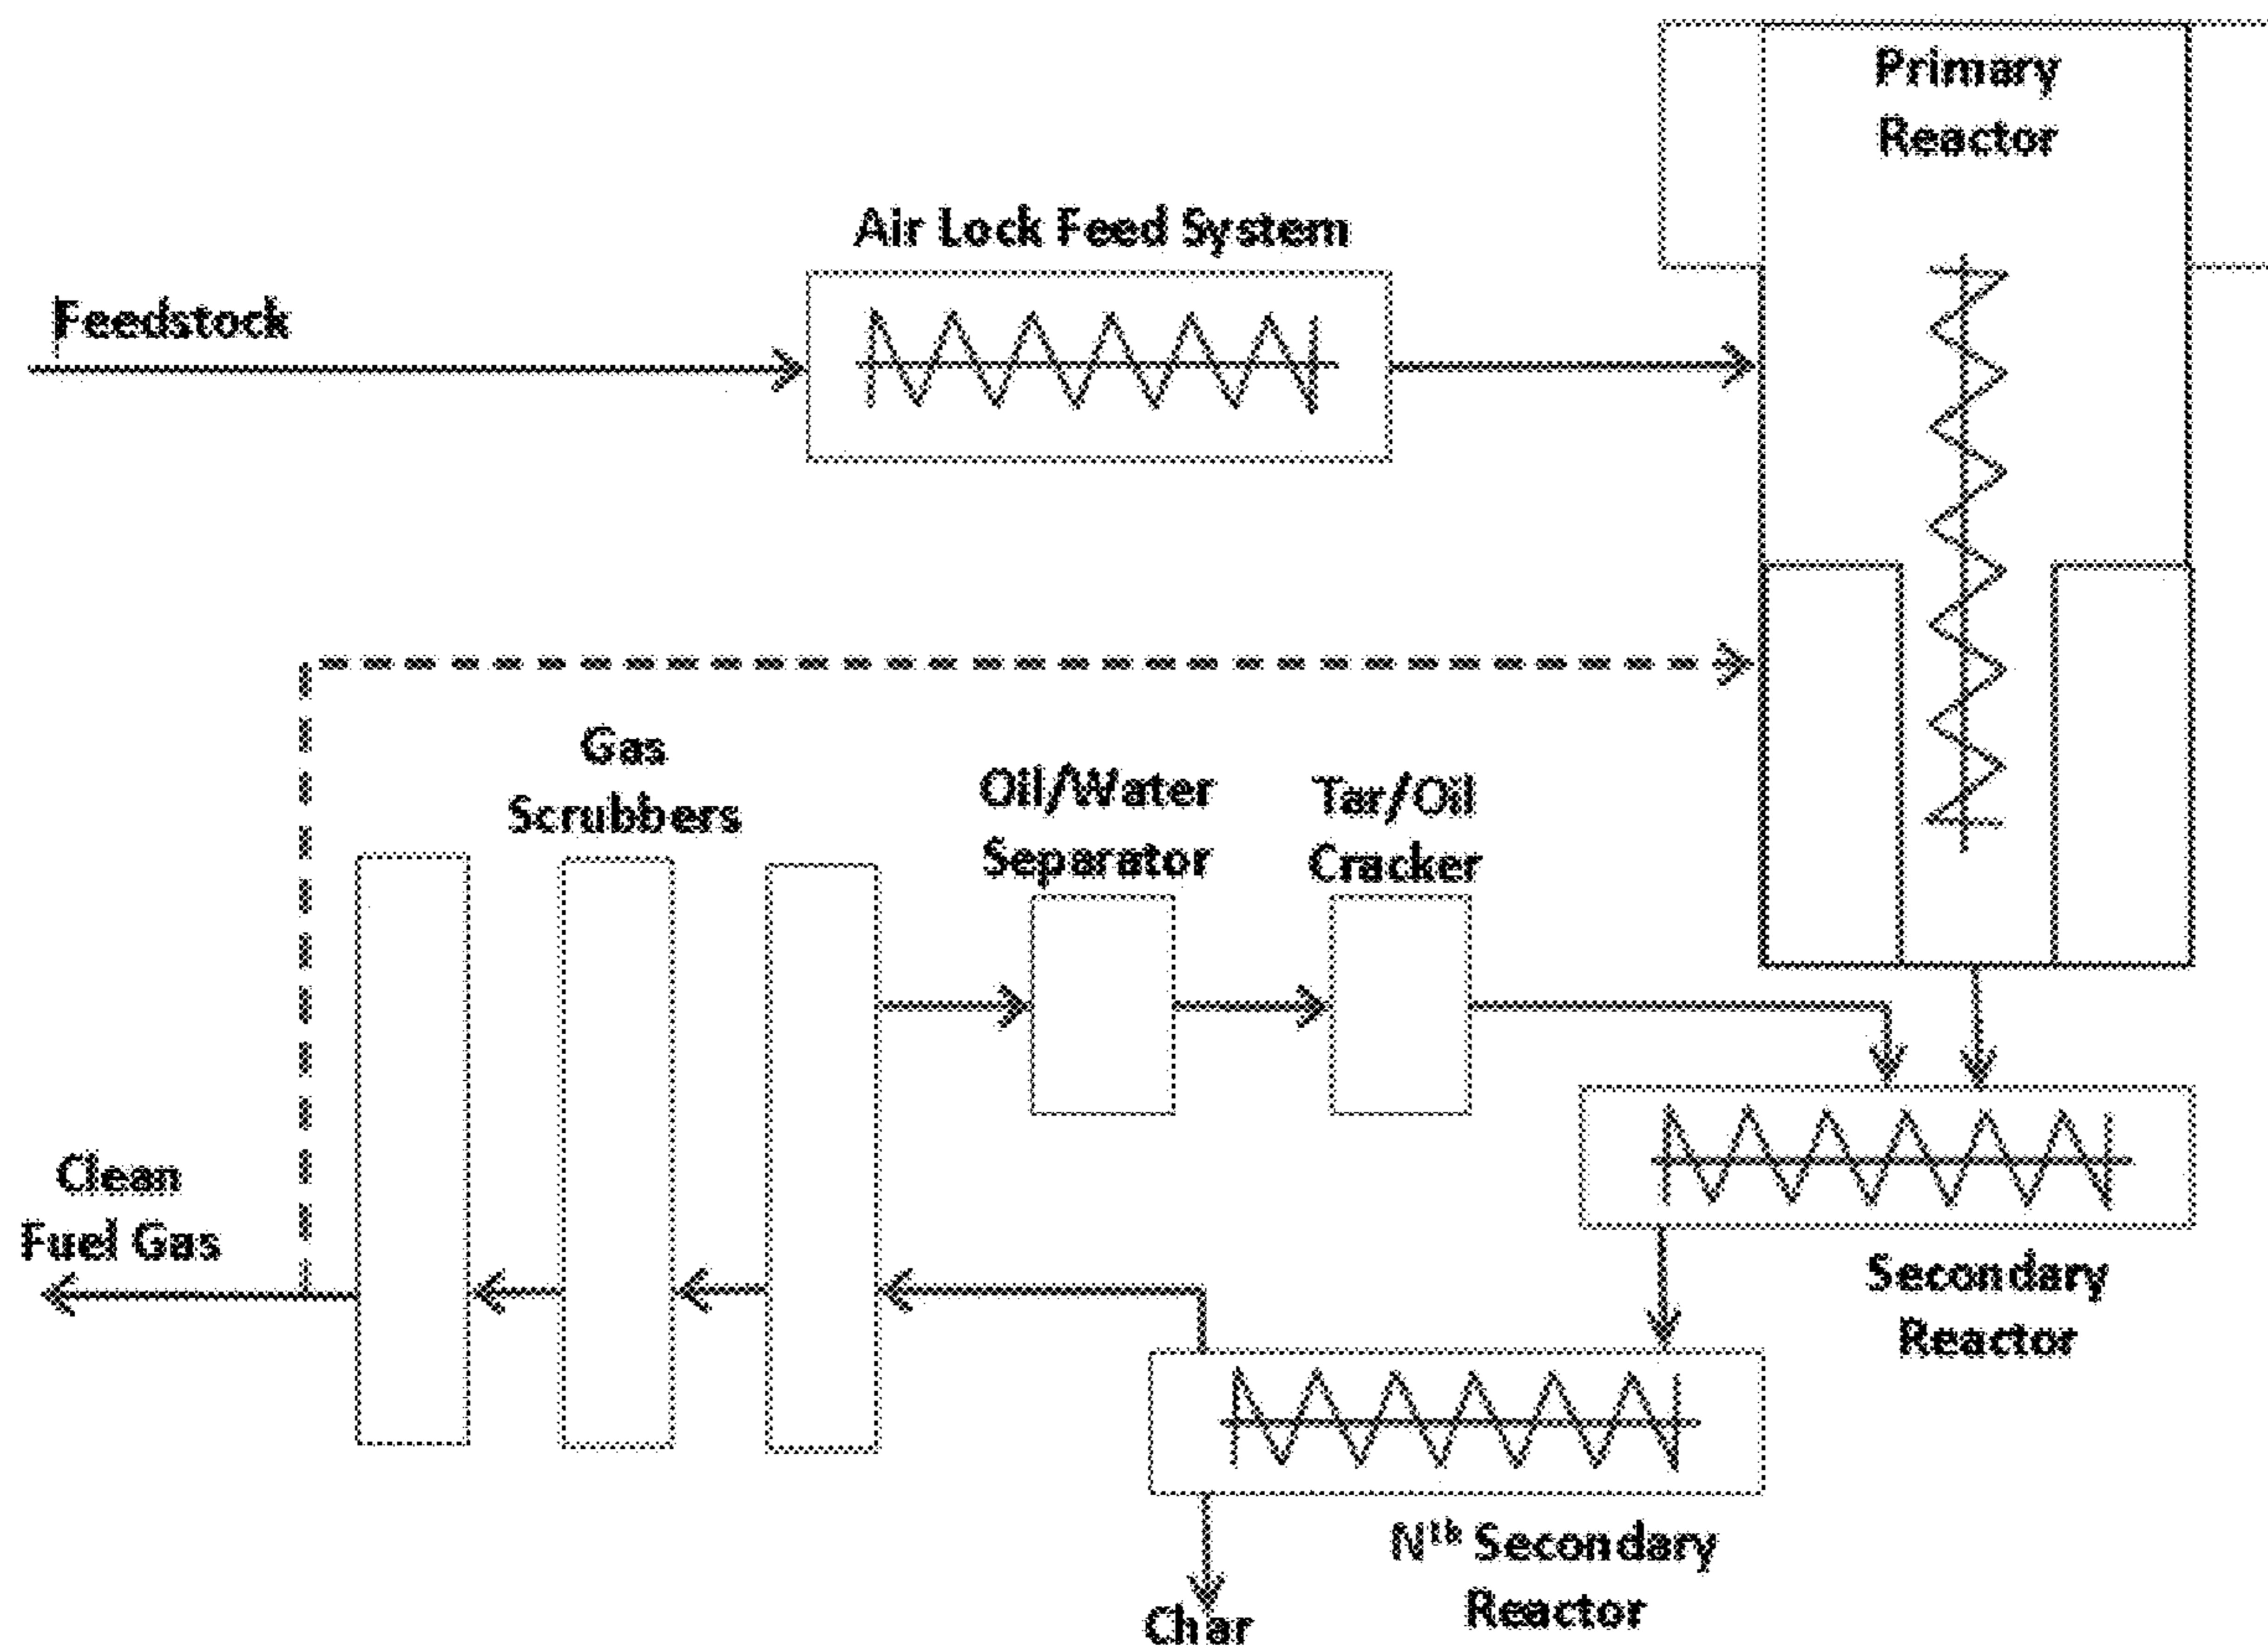 Primary
Reactor
Air Lock Feed System
Feedstock
Gas
Scrubbers
Oil/Water
Separator
Tar/Oil
Cracker
Clean
Fuel Gas
Secondary
Reactor
Nth Secondary
Reactor
Char